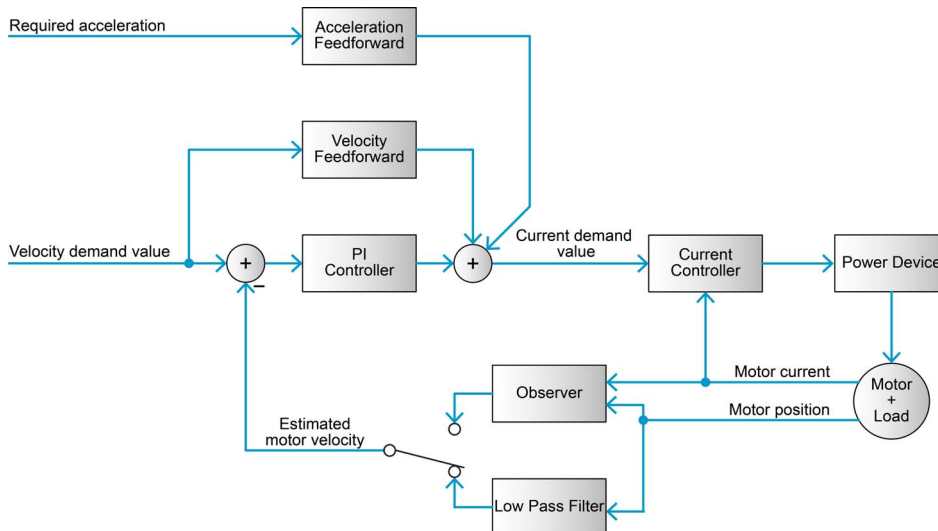 Required acceleration
Acceleration
Feedforward
Velocity
Feedforward
Velocity demand value
+
−
PI
Controller
+
Current demand
value
Current
Controller
Power Device
Motor current
Motor
+
Load
Motor position
Observer
Estimated
motor velocity
Low Pass Filter